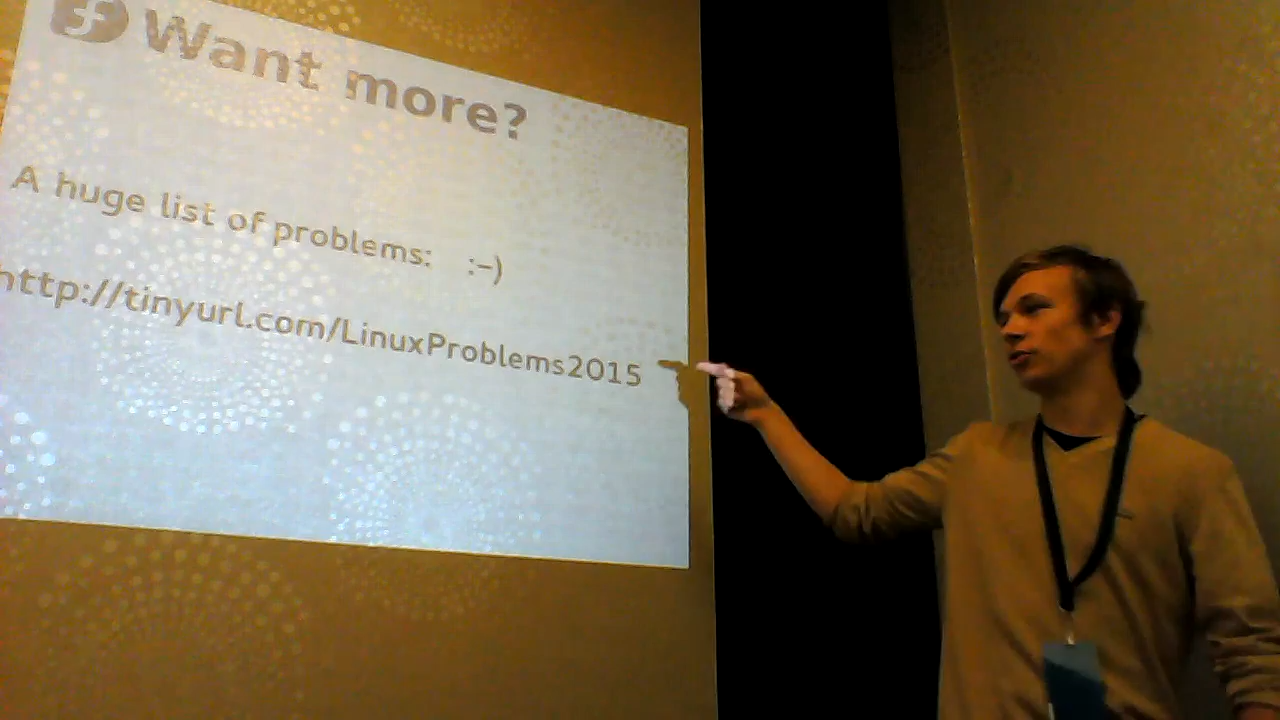 Want more?
A huge list of problems: :-)
http://tinyurl.com/LinuxProblems2015